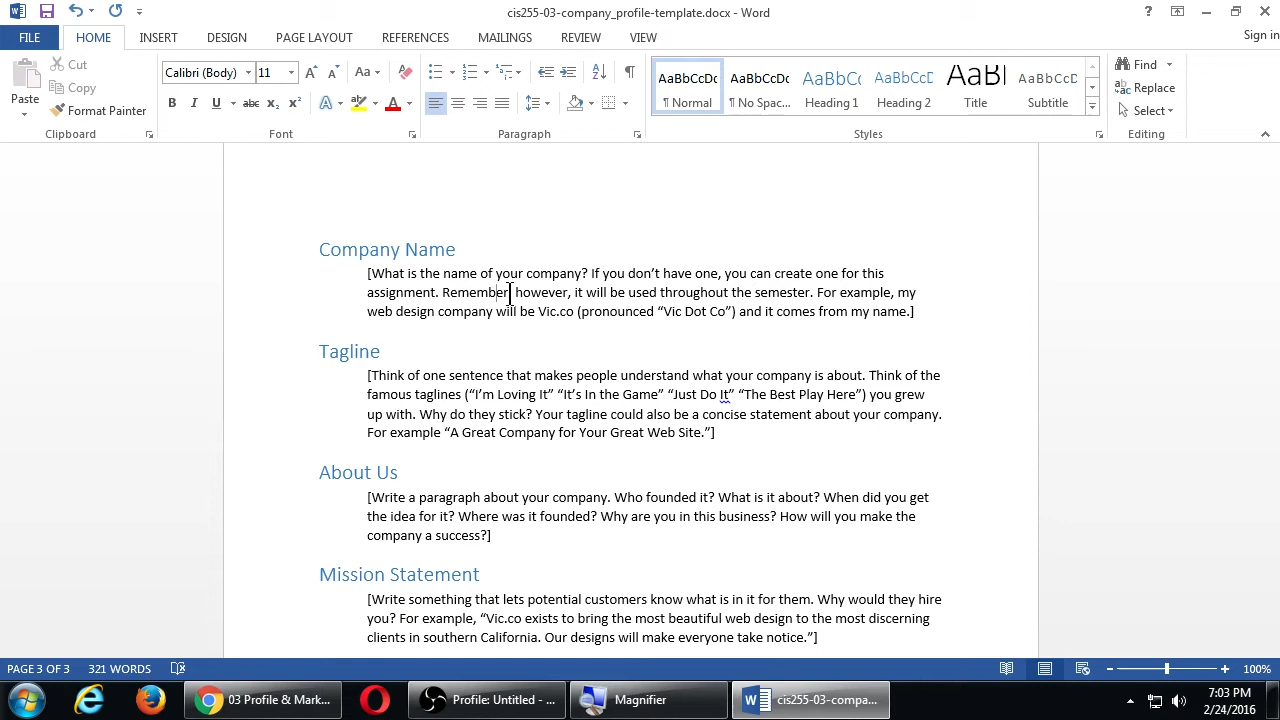 cis255-03-company_profile-template.docx - Word
FILE HOME INSERT DESIGN PAGE LAYOUT REFERENCES MAILINGS REVIEW VIEW Sign in
Paste
Cut
Copy
Format Painter
Calibri (Body) 11
AaBbCcDc AaBbCcDc AaBbCc AaBbCcD AaB AaBbCcD
¶ Normal ¶ No Spac... Heading 1 Heading 2 Title Subtitle
Find
Replace
Select
Clipboard Font Paragraph Styles Editing
Company Name
[What is the name of your company? If you don’t have one, you can create one for this
assignment. Remember, however, it will be used throughout the semester. For example, my
web design company will be Vic.co (pronounced “Vic Dot Co”) and it comes from my name.]
Tagline
[Think of one sentence that makes people understand what your company is about. Think of the
famous taglines (“I’m Loving It” “It’s In the Game” “Just Do It” “The Best Play Here”) you grew
up with. Why do they stick? Your tagline could also be a concise statement about your company.
For example “A Great Company for Your Great Web Site.”]
About Us
[Write a paragraph about your company. Who founded it? What is it about? When did you get
the idea for it? Where was it founded? Why are you in this business? How will you make the
company a success?]
Mission Statement
[Write something that lets potential customers know what is in it for them. Why would they hire
you? For example, “Vic.co exists to bring the most beautiful web design to the most discerning
clients in southern California. Our designs will make everyone take notice.”]
PAGE 3 OF 3 321 WORDS 100%
03 Profile & Mark... Profile: Untitled - ... Magnifier cis255-03-compa...
7:03 PM
2/24/2016